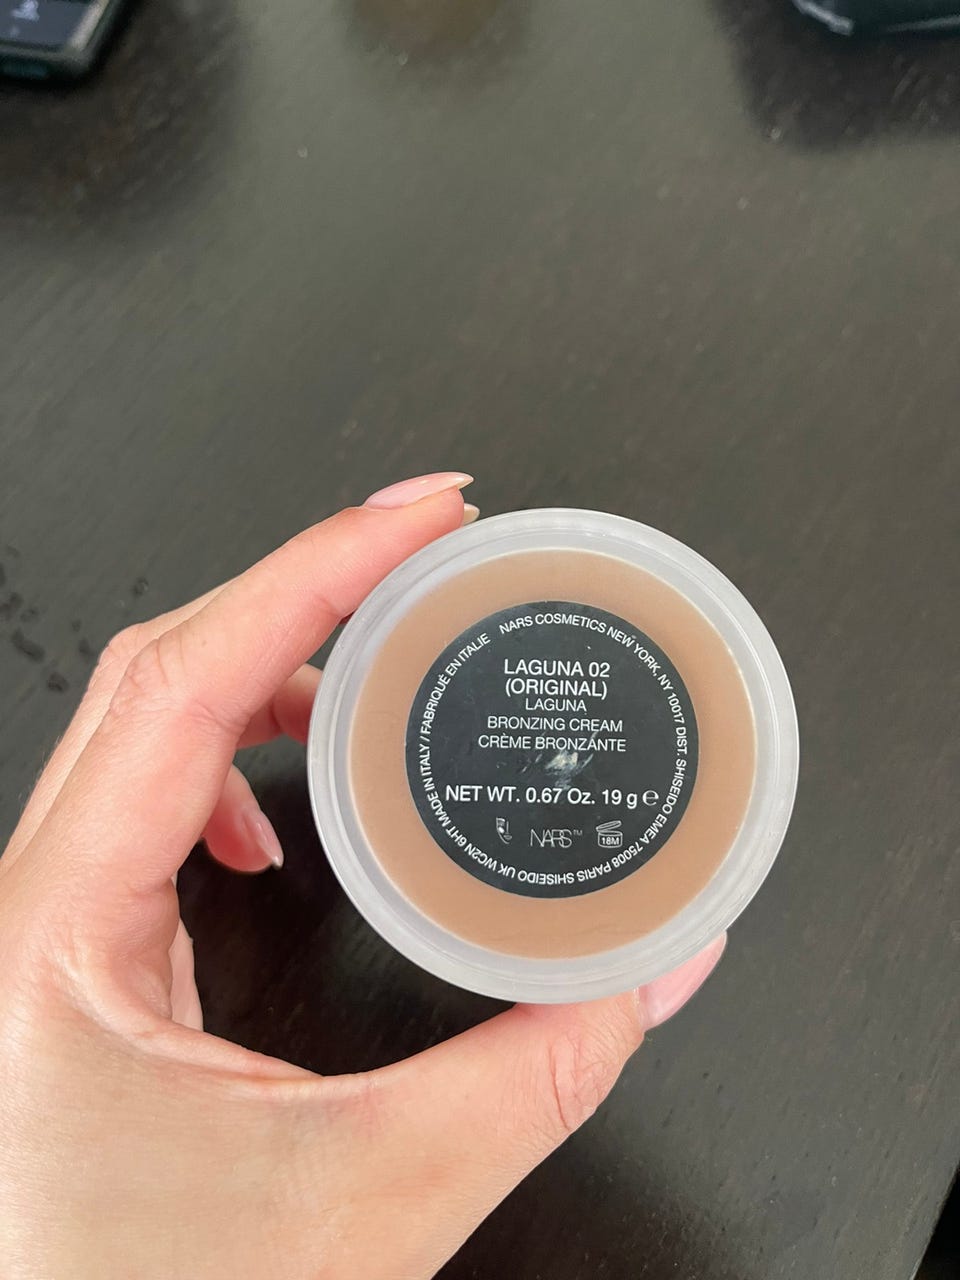 LAGUNA 02
(ORIGINAL)
LAGUNA
BRONZING CREAM
CRÈME BRONZANTE
NET WT. 0.67 Oz. 19 g ℮
NARS™
18M
NARS COSMETICS NEW YORK, NY 10017 DIST. SHISEIDO EMEA 75008 PARIS SHISEIDO UK WC2N 6HT MADE IN ITALY / FABRIQUÉ EN ITALIE